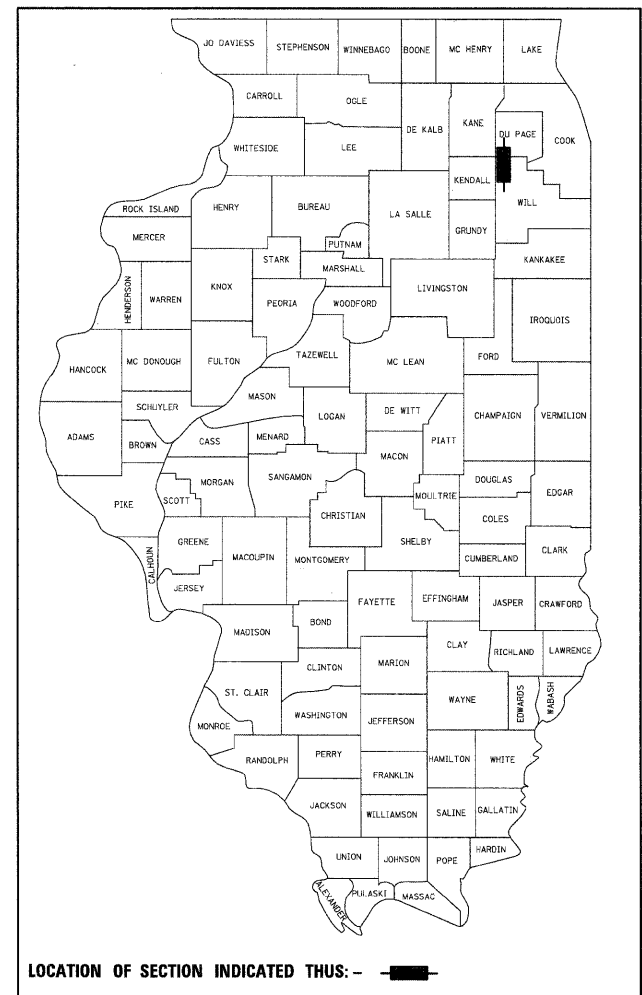 JO DAVIESS STEPHENSON WINNEBAGO BOONE MC HENRY LAKE
CARROLL OGLE DE KALB KANE DU PAGE COOK
WHITESIDE LEE
KENDALL WILL
ROCK ISLAND HENRY BUREAU LA SALLE GRUNDY
MERCER PUTNAM KANKAKEE
STARK MARSHALL
HENDERSON WARREN KNOX PEORIA WOODFORD LIVINGSTON IROQUOIS
HANCOCK MC DONOUGH FULTON TAZEWELL MC LEAN FORD
SCHUYLER MASON LOGAN DE WITT CHAMPAIGN VERMILION
ADAMS BROWN CASS MENARD MACON PIATT
MORGAN SANGAMON DOUGLAS
PIKE SCOTT CHRISTIAN MOULTRIE COLES EDGAR
CALHOUN GREENE MACOUPIN MONTGOMERY SHELBY CUMBERLAND CLARK
JERSEY FAYETTE EFFINGHAM JASPER CRAWFORD
MADISON BOND CLAY RICHLAND LAWRENCE
CLINTON MARION
ST. CLAIR WAYNE EDWARDS WABASH
MONROE WASHINGTON JEFFERSON
RANDOLPH PERRY HAMILTON WHITE
FRANKLIN
JACKSON WILLIAMSON SALINE GALLATIN
UNION JOHNSON POPE HARDIN
ALEXANDER PULASKI MASSAC
LOCATION OF SECTION INDICATED THUS: -